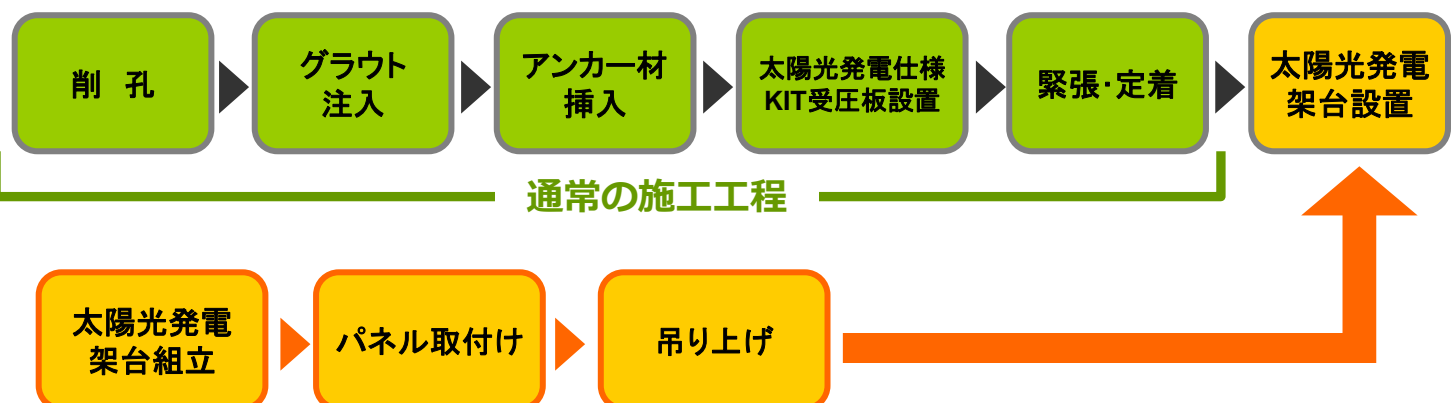 削 孔
グラウト
注入
アンカー材
挿入
太陽光発電仕様
KIT受圧板設置
緊張・定着
太陽光発電
架台設置
通常の施工工程
太陽光発電
架台組立
パネル取付け
吊り上げ